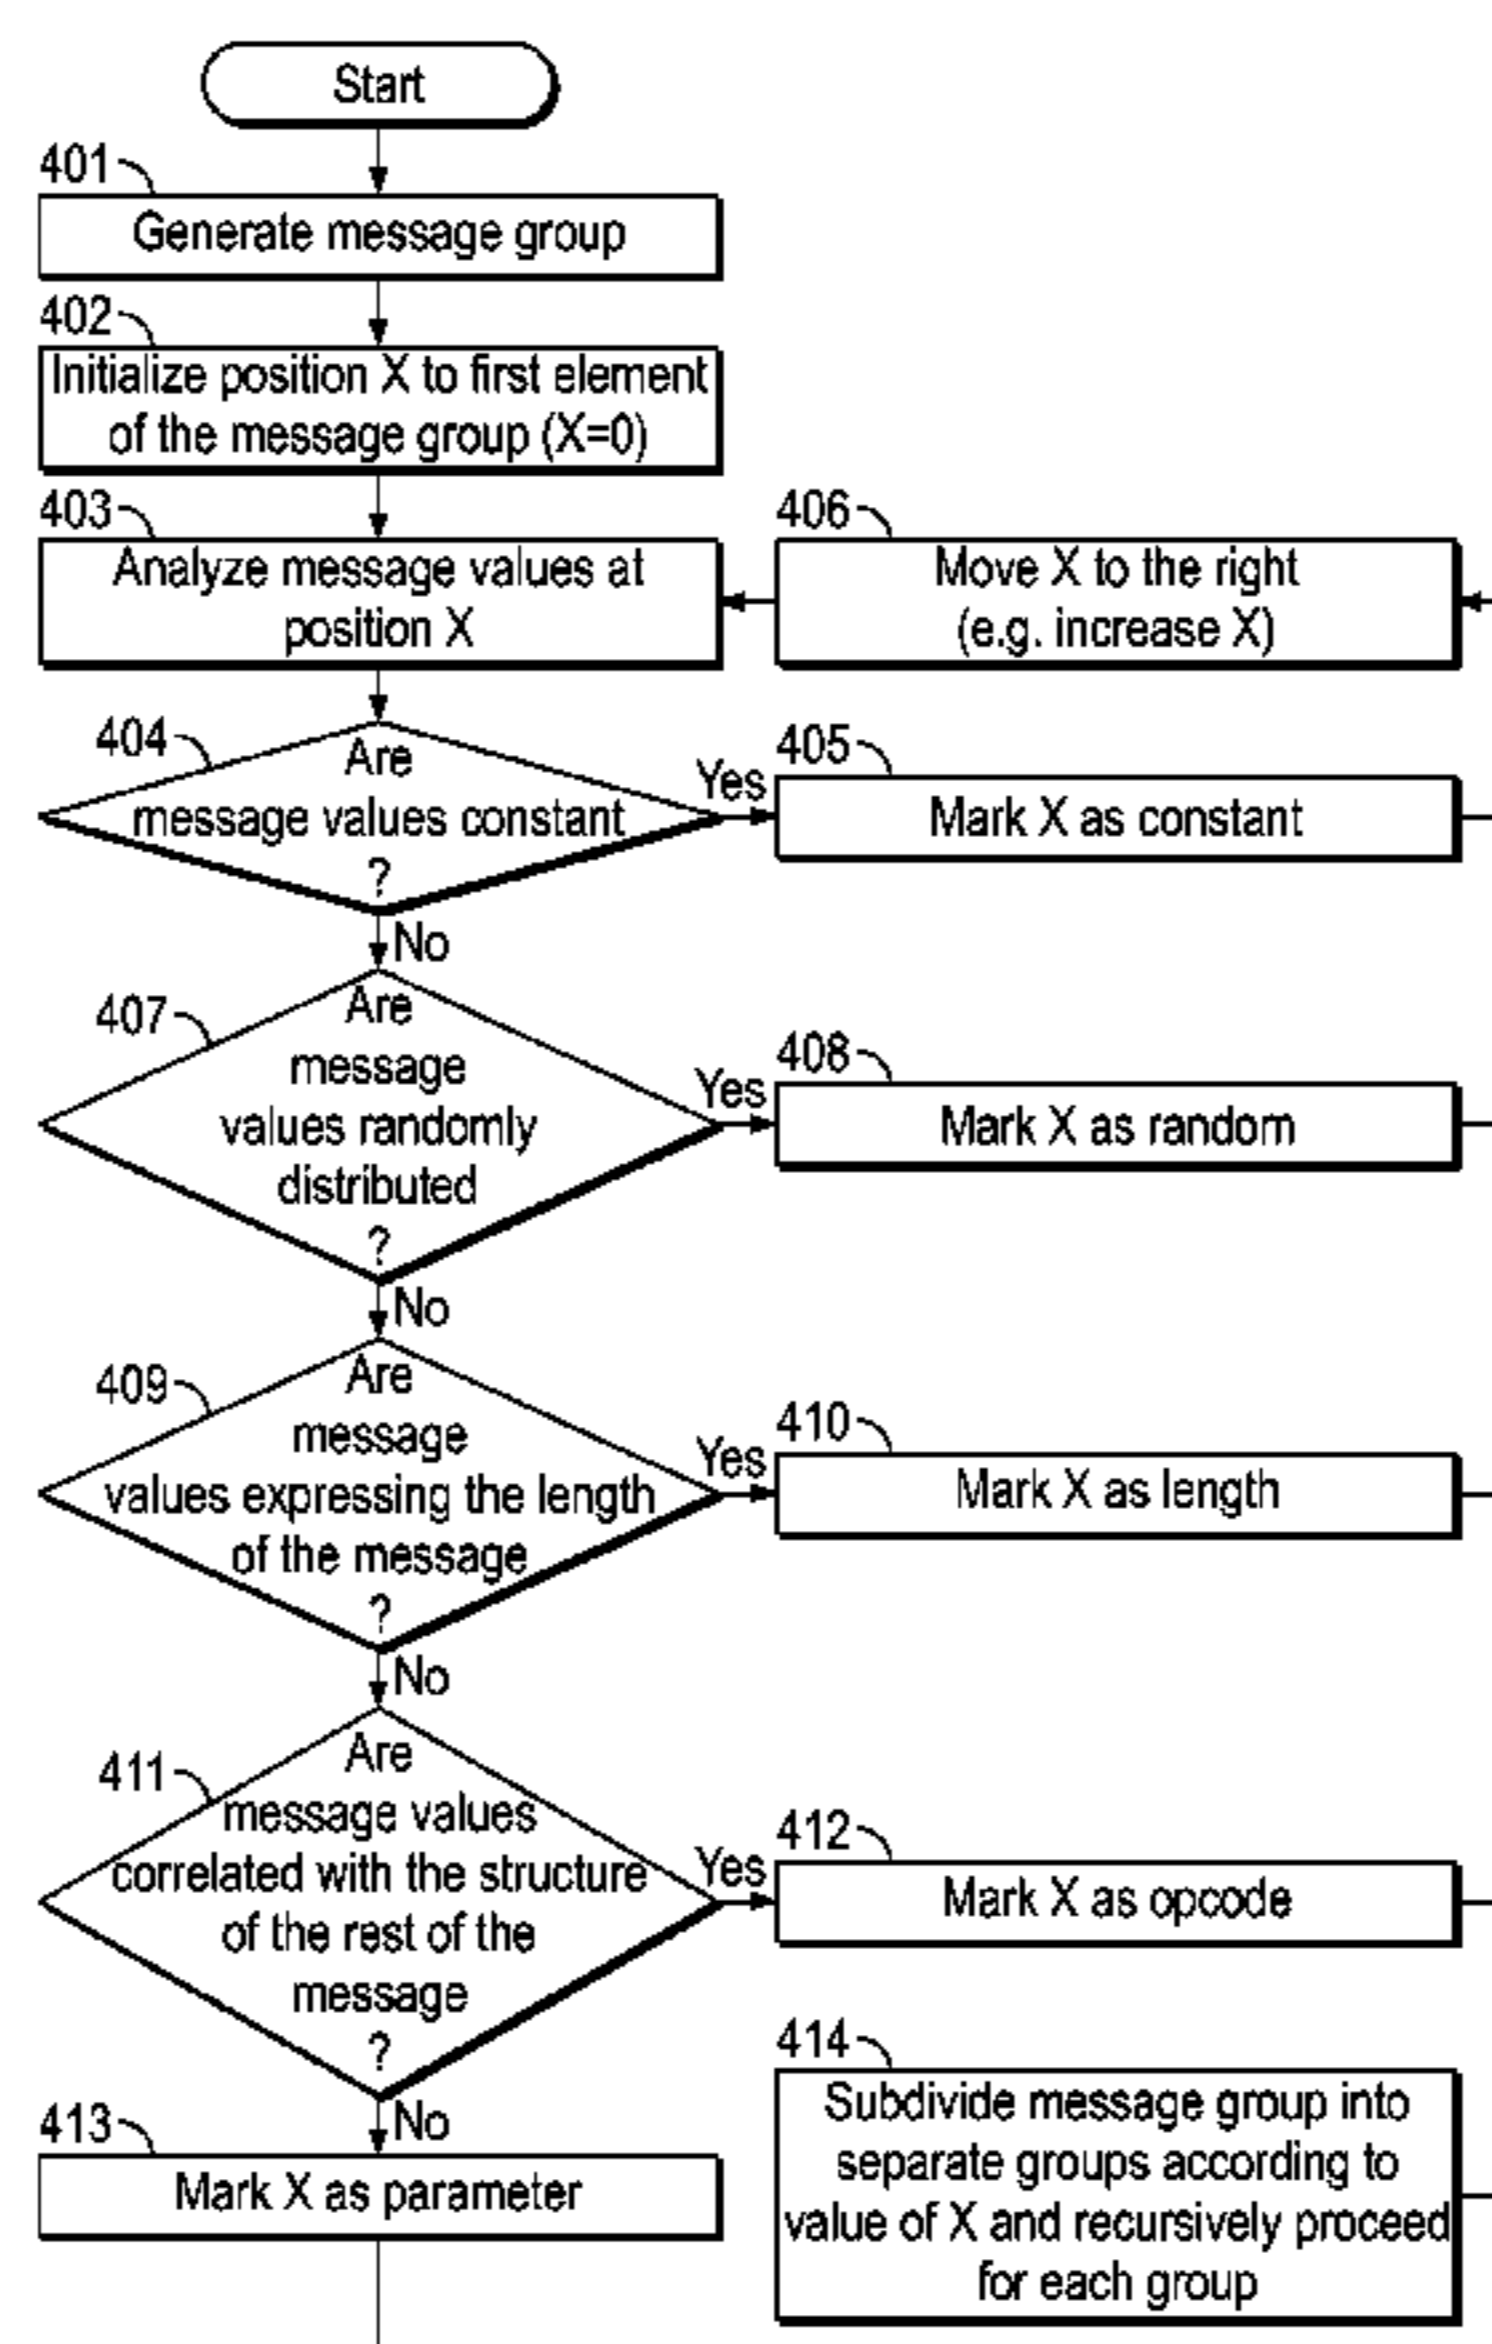 Start
401
Generate message group
402
Initialize position X to first element
of the message group (X=0)
403
Analyze message values at
position X
406
Move X to the right
(e.g. increase X)
404
Are
message values constant
?
Yes
405
Mark X as constant
No
407
Are
message
values randomly
distributed
?
Yes
408
Mark X as random
No
409
Are
message
values expressing the length
of the message
?
Yes
410
Mark X as length
No
411
Are
message values
correlated with the structure
of the rest of the
message
?
Yes
412
Mark X as opcode
No
413
Mark X as parameter
414
Subdivide message group into
separate groups according to
value of X and recursively proceed
for each group